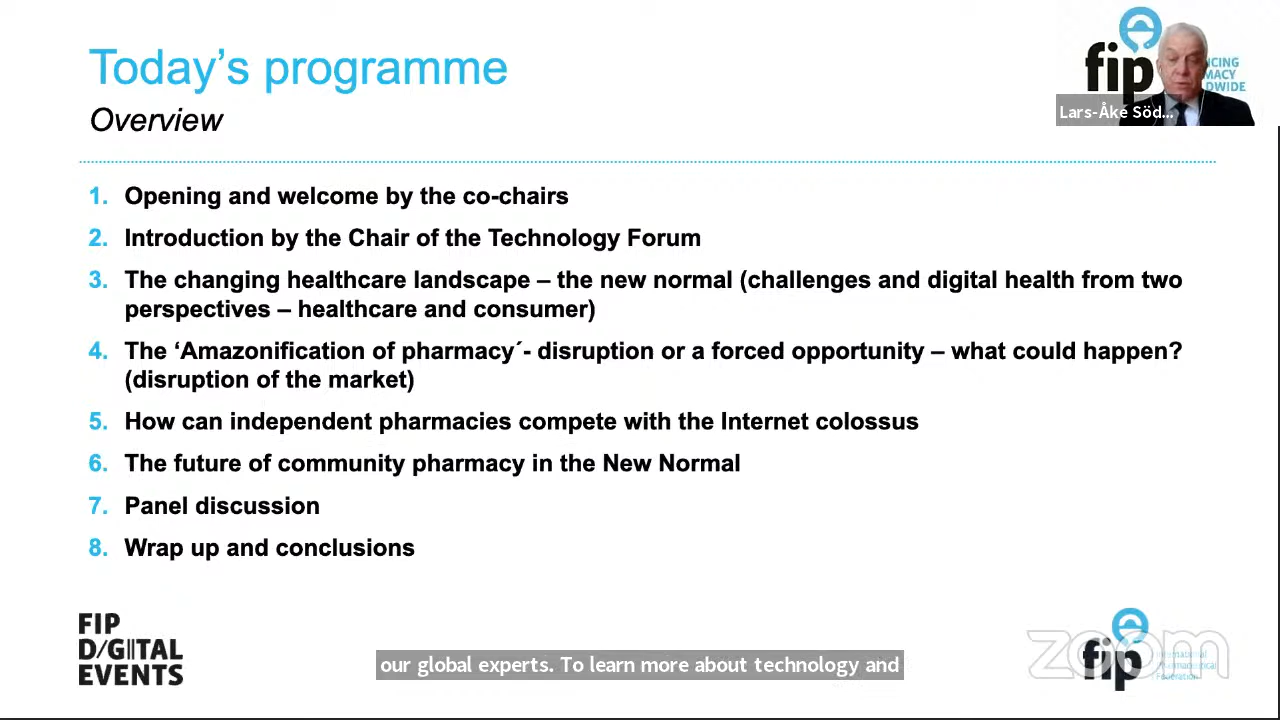 Today's programme
Overview
fip
NCING
MACY
DWIDE
Lars-Åke Söd...
1. Opening and welcome by the co-chairs
2. Introduction by the Chair of the Technology Forum
3. The changing healthcare landscape – the new normal (challenges and digital health from two
perspectives – healthcare and consumer)
4. The ‘Amazonification of pharmacy´- disruption or a forced opportunity – what could happen?
(disruption of the market)
5. How can independent pharmacies compete with the Internet colossus
6. The future of community pharmacy in the New Normal
7. Panel discussion
8. Wrap up and conclusions
FIP
D/GITAL
EVENTS
our global experts. To learn more about technology and
zoom
fip